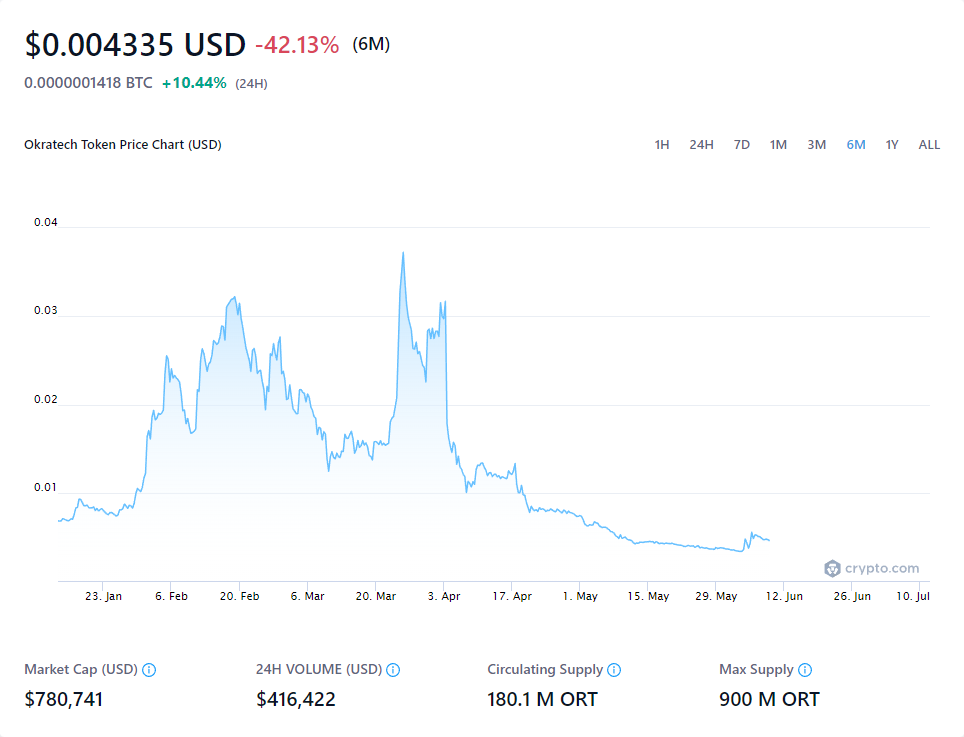 $0.004335 USD -42.13% (6M)
0.0000001418 BTC +10.44% (24H)
Okratech Token Price Chart (USD) 1H 24H 7D 1M 3M 6M 1Y ALL
0.04
0.03
0.02
0.01
crypto.com
23. Jan 6. Feb 20. Feb 6. Mar 20. Mar 3. Apr 17. Apr 1. May 15. May 29. May 12. Jun 26. Jun 10. Jul
Market Cap (USD) 24H VOLUME (USD) Circulating Supply Max Supply
$780,741 $416,422 180.1 M ORT 900 M ORT